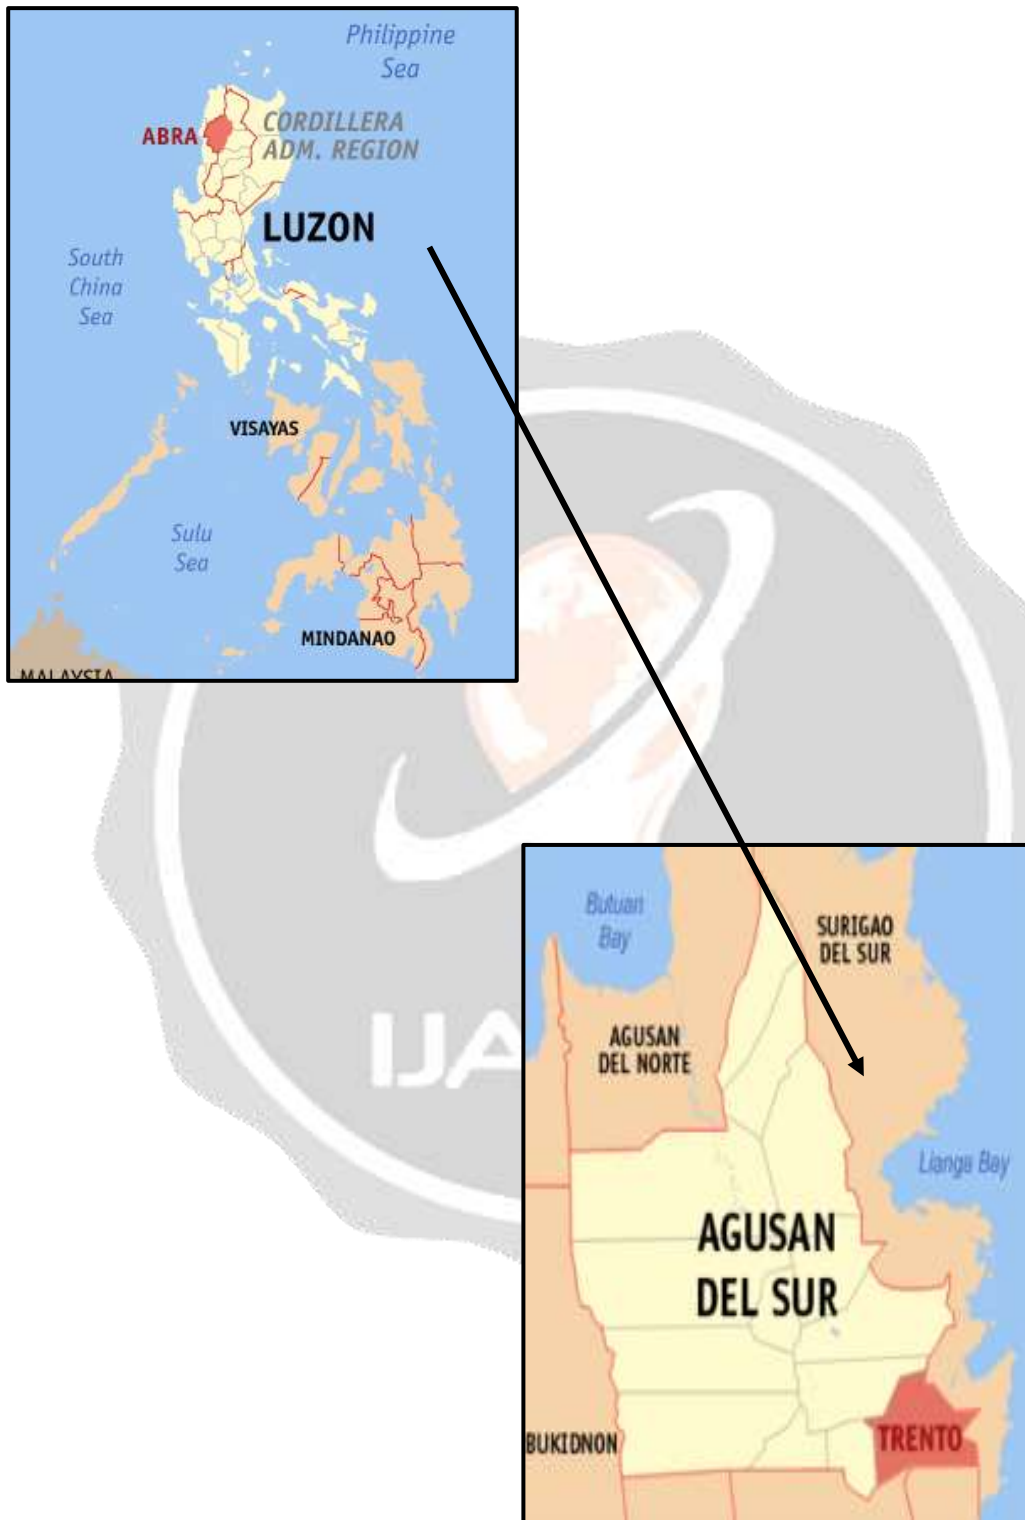 Philippine
Sea
ABRA
CORDILLERA
ADM. REGION
LUZON
South
China
Sea
VISAYAS
Sulu
Sea
MINDANAO
MALAYSIA
IJA
Butuan
Bay
SURIGAO
DEL SUR
AGUSAN
DEL NORTE
Lianga Bay
AGUSAN
DEL SUR
BUKIDNON
TRENTO